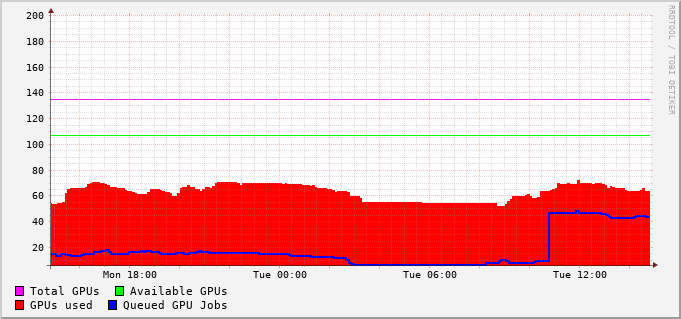 200
180
160
140
120
100
80
60
40
20
Mon 18:00 Tue 00:00 Tue 06:00 Tue 12:00
Total GPUs Available GPUs
GPUs used Queued GPU Jobs
RRDTOOL / TOBI OETIKER